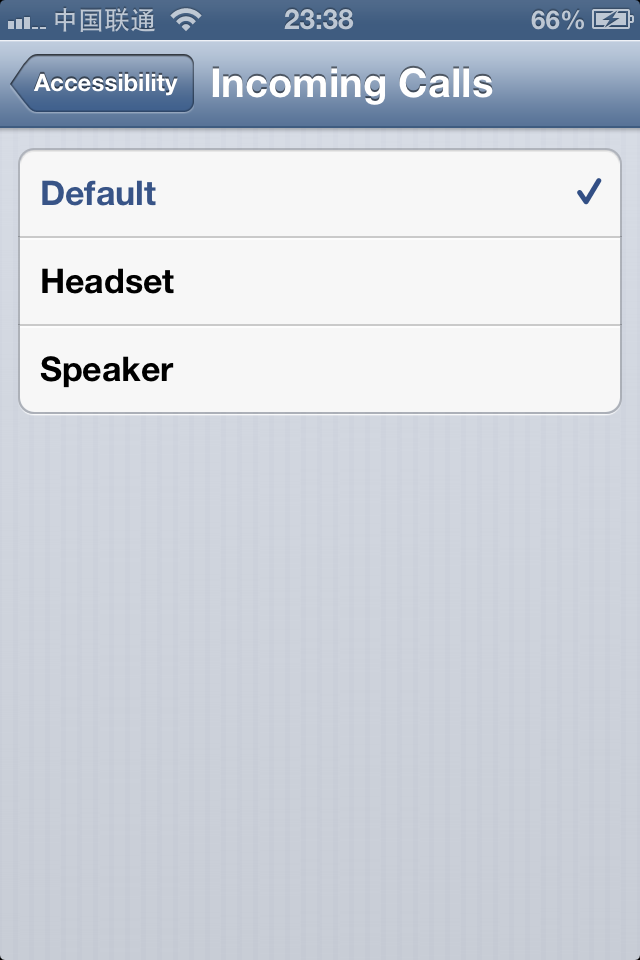 中国联通 23:38 66%
Accessibility Incoming Calls
Default
Headset
Speaker